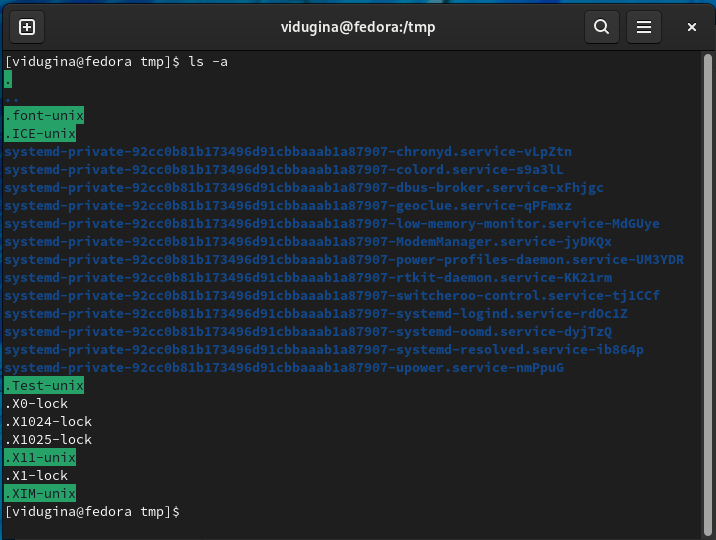 vidugina@fedora:/tmp
[vidugina@fedora tmp]$ ls -a
.
..
.font-unix
.ICE-unix
systemd-private-92cc0b81b173496d91cbbaaab1a87907-chronyd.service-vLpZtn
systemd-private-92cc0b81b173496d91cbbaaab1a87907-colord.service-s9a3lL
systemd-private-92cc0b81b173496d91cbbaaab1a87907-dbus-broker.service-xFhjgc
systemd-private-92cc0b81b173496d91cbbaaab1a87907-geoclue.service-qPFmxz
systemd-private-92cc0b81b173496d91cbbaaab1a87907-low-memory-monitor.service-MdGUye
systemd-private-92cc0b81b173496d91cbbaaab1a87907-ModemManager.service-jyDKQx
systemd-private-92cc0b81b173496d91cbbaaab1a87907-power-profiles-daemon.service-UM3YDR
systemd-private-92cc0b81b173496d91cbbaaab1a87907-rtkit-daemon.service-KK21rm
systemd-private-92cc0b81b173496d91cbbaaab1a87907-switcheroo-control.service-tj1CCf
systemd-private-92cc0b81b173496d91cbbaaab1a87907-systemd-logind.service-rdOc1Z
systemd-private-92cc0b81b173496d91cbbaaab1a87907-systemd-oomd.service-dyjTzQ
systemd-private-92cc0b81b173496d91cbbaaab1a87907-systemd-resolved.service-ib864p
systemd-private-92cc0b81b173496d91cbbaaab1a87907-upower.service-nmPpuG
.Test-unix
.X0-lock
.X1024-lock
.X1025-lock
.X11-unix
.X1-lock
.XIM-unix
[vidugina@fedora tmp]$